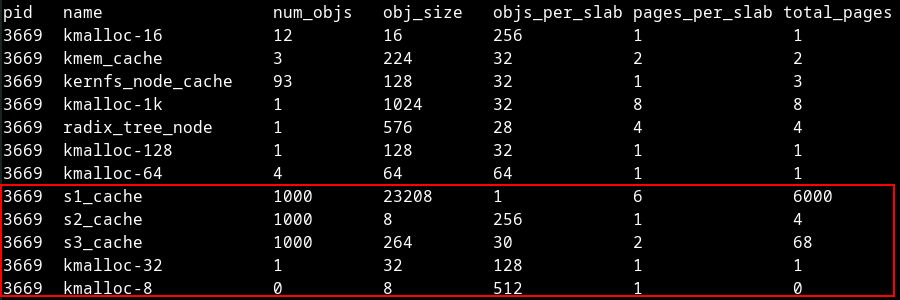 pid name num_objs obj_size objs_per_slab pages_per_slab total_pages
3669 kmalloc-16 12 16 256 1 1
3669 kmem_cache 3 224 32 2 2
3669 kernfs_node_cache 93 128 32 1 3
3669 kmalloc-1k 1 1024 32 8 8
3669 radix_tree_node 1 576 28 4 4
3669 kmalloc-128 1 128 32 1 1
3669 kmalloc-64 4 64 64 1 1
3669 s1_cache 1000 23208 1 6 6000
3669 s2_cache 1000 8 256 1 4
3669 s3_cache 1000 264 30 2 68
3669 kmalloc-32 1 32 128 1 1
3669 kmalloc-8 0 8 512 1 0